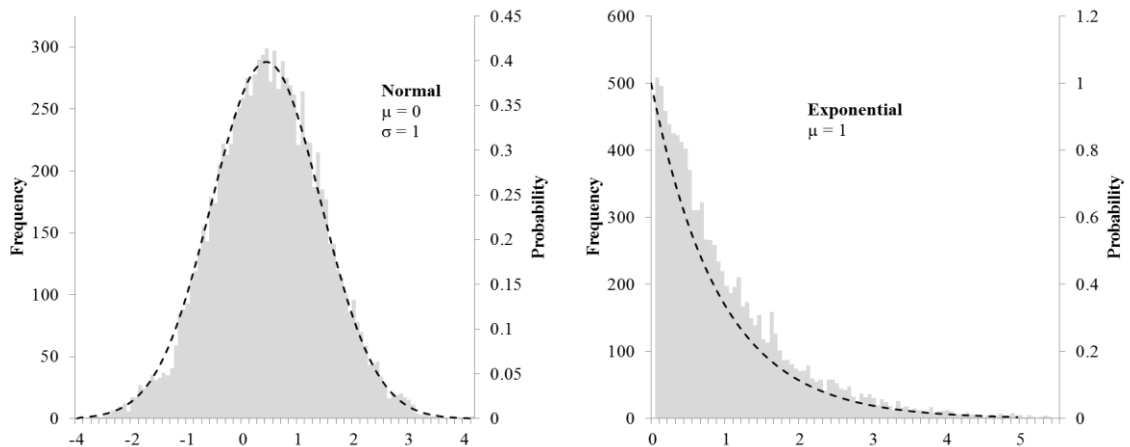 Frequency
300
250
200
150
100
50
0
-4 -2 -1 0 1 2 3 4
0.45
0.4
0.35
0.3
0.25
0.2
0.15
0.1
0.05
0
Probability
Normal
μ = 0
σ = 1
Frequency
600
500
400
300
200
100
0
0 1 2 3 4 5
1.2
1
0.8
0.6
0.4
0.2
0
Probability
Exponential
μ = 1